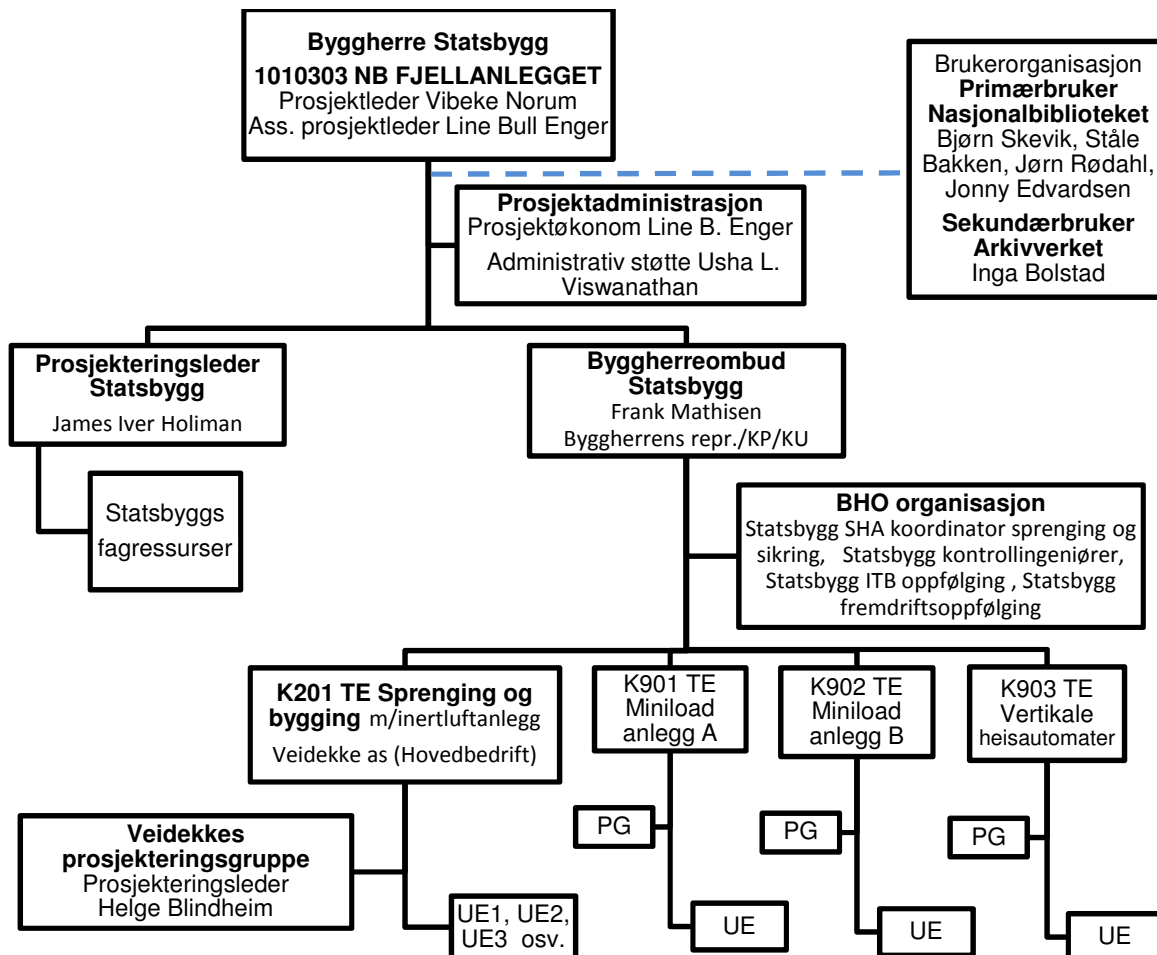 Byggherre Statsbygg
1010303 NB FJELLANLEGGET
Prosjektleder Vibeke Norum
Ass. prosjektleder Line Bull Enger
Brukerorganisasjon
Primærbruker
Nasjonalbiblioteket
Bjørn Skevik, Ståle
Bakken, Jørn Rødahl,
Jonny Edvardsen
Sekundærbruker
Arkivverket
Inga Bolstad
Prosjektadministrasjon
Prosjektøkonom Line B. Enger
Administrativ støtte Usha L.
Viswanathan
Prosjekteringsleder
Statsbygg
James Iver Holiman
Statsbyggs
fagressurser
Byggherreombud
Statsbygg
Frank Mathisen
Byggherrens repr./KP/KU
BHO organisasjon
Statsbygg SHA koordinator sprenging og
sikring, Statsbygg kontrollingeniører,
Statsbygg ITB oppfølging , Statsbygg
fremdriftsoppfølging
K201 TE Sprenging og
bygging m/inertluftanlegg
Veidekke as (Hovedbedrift)
K901 TE
Miniload
anlegg A
K902 TE
Miniload
anlegg B
K903 TE
Vertikale
heisautomater
Veidekkes
prosjekteringsgruppe
Prosjekteringsleder
Helge Blindheim
UE1, UE2,
UE3 osv.
PG
UE
PG
UE
PG
UE